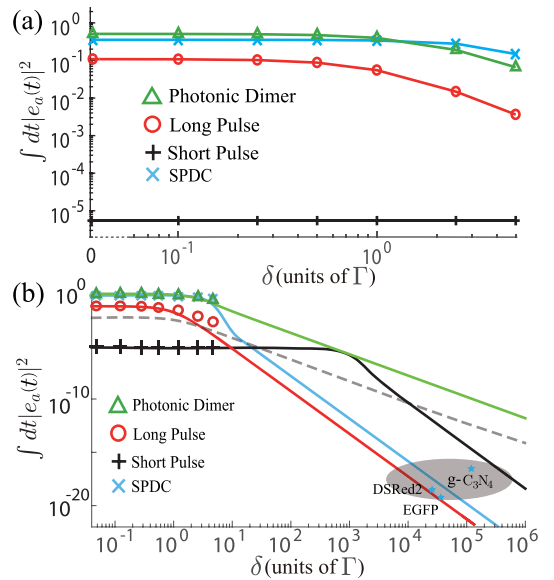 (a)
10^0
10^-1
10^-2
10^-3
10^-4
10^-5
∫ dt|e_a(t)|^2
Photonic Dimer
Long Pulse
Short Pulse
SPDC
0 10^-1 10^0
δ(units of Γ)
(b)
10^0
10^-10
10^-20
∫ dt|e_a(t)|^2
Photonic Dimer
Long Pulse
Short Pulse
SPDC
g-C_3N_4
DSRed2
EGFP
10^-1 10^0 10^1 10^2 10^3 10^4 10^5 10^6
δ(units of Γ)